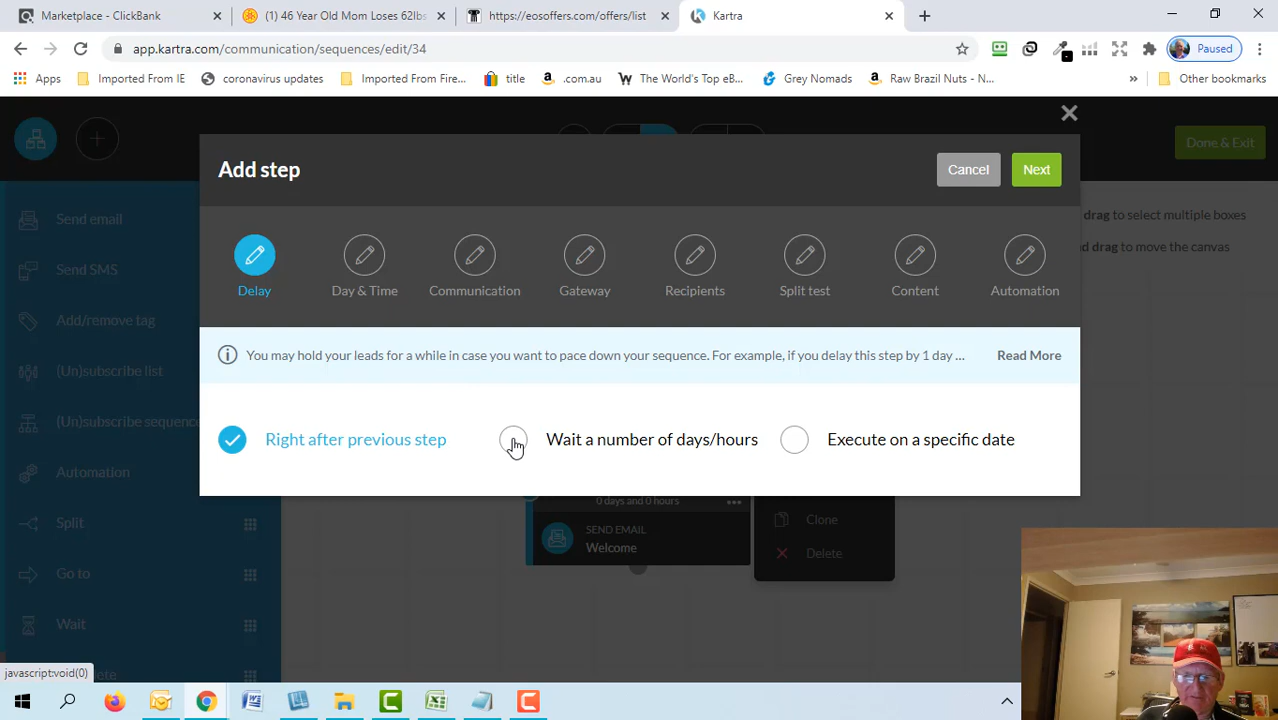 Marketplace - ClickBank
(1) 46 Year Old Mom Loses 62lbs
https://eosoffers.com/offers/list
Kartra
app.kartra.com/communication/sequences/edit/34
Paused
Apps
Imported From IE
coronavirus updates
Imported From Fire...
title
.com.au
The World's Top eB...
Grey Nomads
Raw Brazil Nuts - N...
»
Other bookmarks
Done & Exit
Add step
Cancel
Next
Send email
Send SMS
Add/remove tag
(Un)subscribe list
(Un)subscribe sequence
Automation
Split
Go to
Wait
drag to select multiple boxes
d drag to move the canvas
Delay
Day & Time
Communication
Gateway
Recipients
Split test
Content
Automation
You may hold your leads for a while in case you want to pace down your sequence. For example, if you delay this step by 1 day ...
Read More
Right after previous step
Wait a number of days/hours
Execute on a specific date
0 days and 0 hours
SEND EMAIL
Welcome
Clone
Delete
javascript:void(0)